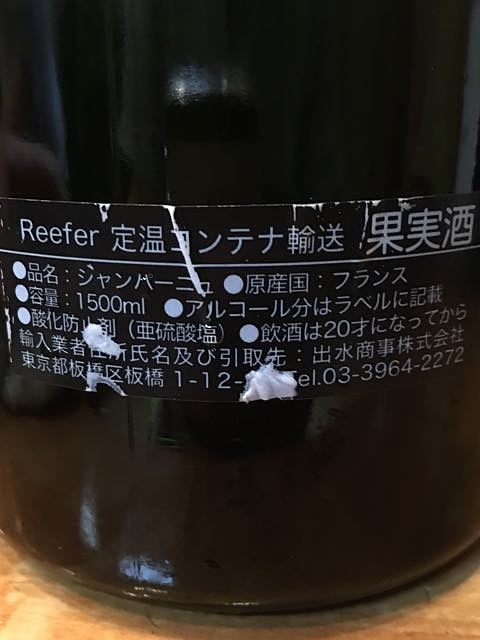 Reefer 定温コンテナ輸送 果実酒
●品名：ジャンパーニュ ●原産国：フランス
●容量：1500ml ●アルコール分はラベルに記載
●酸化防止剤（亜硫酸塩）●飲酒は20才になってから
輸入業者住所氏名及び引取先：出水商事株式会社
東京都板橋区板橋 1-12- Tel.03-3964-2272